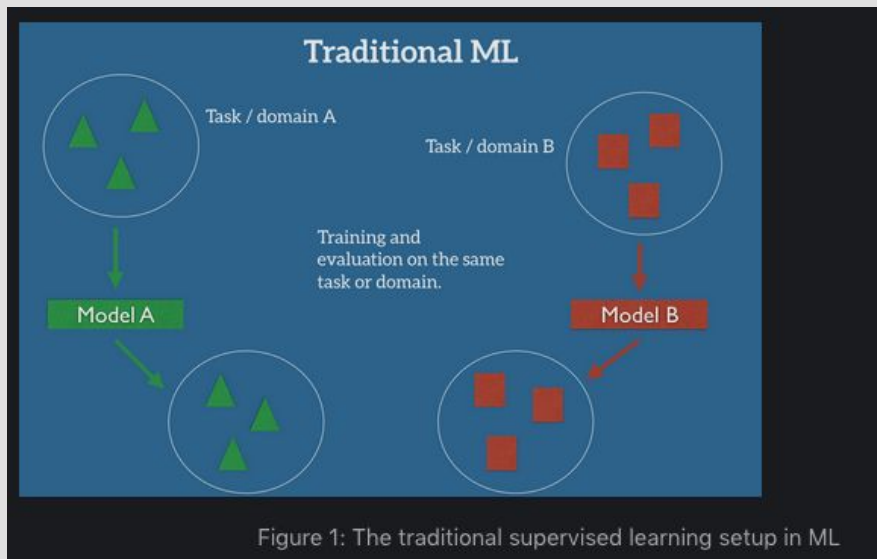 Traditional ML
Task / domain A
Task / domain B
Training and
evaluation on the same
task or domain.
Model A
Model B
Figure 1: The traditional supervised learning setup in ML